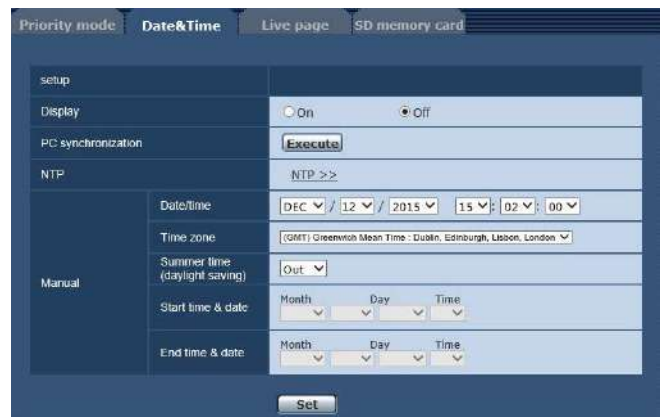 Priority mode Date&Time Live page SD memory card
setup
Display On Off
PC synchronization Execute
NTP NTP >>
Manual
Date/time DEC / 12 / 2015 15 : 02 : 00
Time zone (GMT) Greenwich Mean Time : Dublin, Edinburgh, Lisbon, London
Summer time
(daylight saving) Out
Start time & date Month Day Time
End time & date Month Day Time
Set